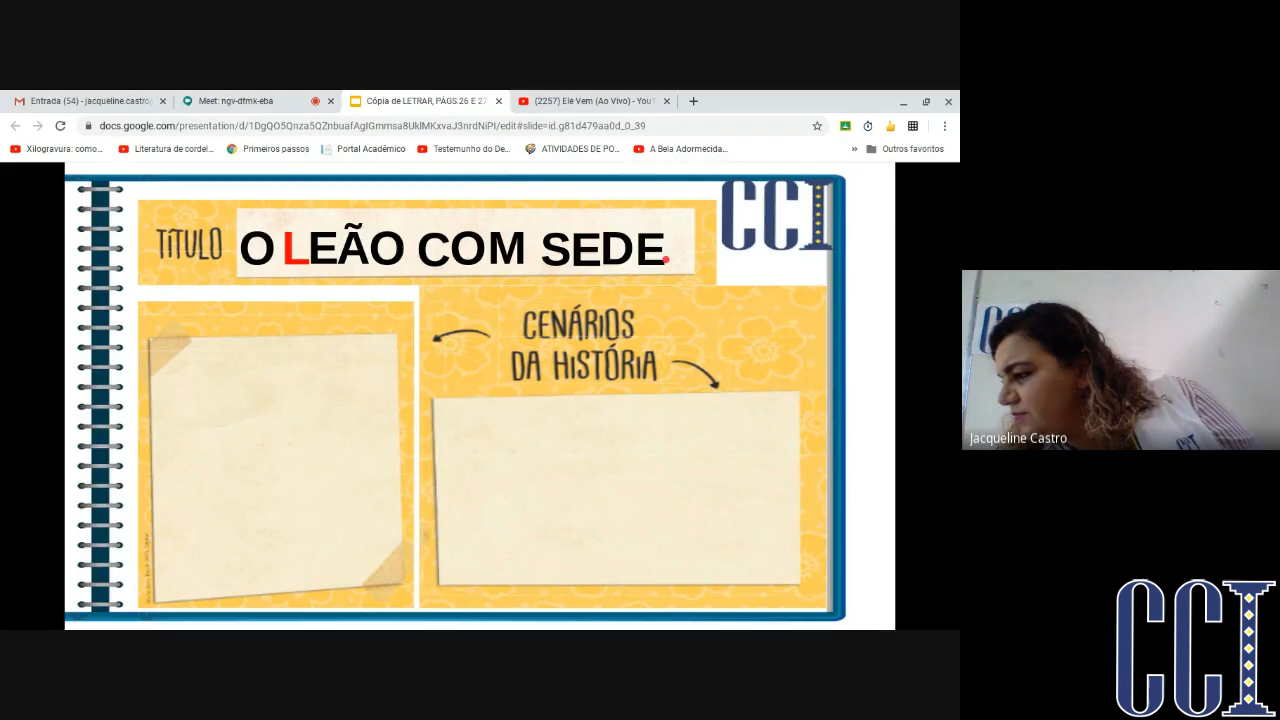 Entrada (54) - jacqueline.castro
Meet: ngv-dfmk-eba
Cópia de LETRAR, PÁGS.26 E 27
(2257) Ele Vem (Ao Vivo) - YouT
docs.google.com/presentation/d/1DgQO5Qnza5QZnbuafAgIGmmsa8UklMKxvaJ3nrdNiPI/edit#slide=id.g81d479aa0d_0_39
Xilogravura: como...
Literatura de cordel...
Primeiros passos
Portal Acadêmico
Testemunho do De...
ATIVIDADES DE PO...
A Bela Adormecida...
»
Outros favoritos
CCI
TÍTULO
O LEÃO COM SEDE.
CENÁRIOS
DA HISTÓRIA
CCI
Jacqueline Castro
CCI